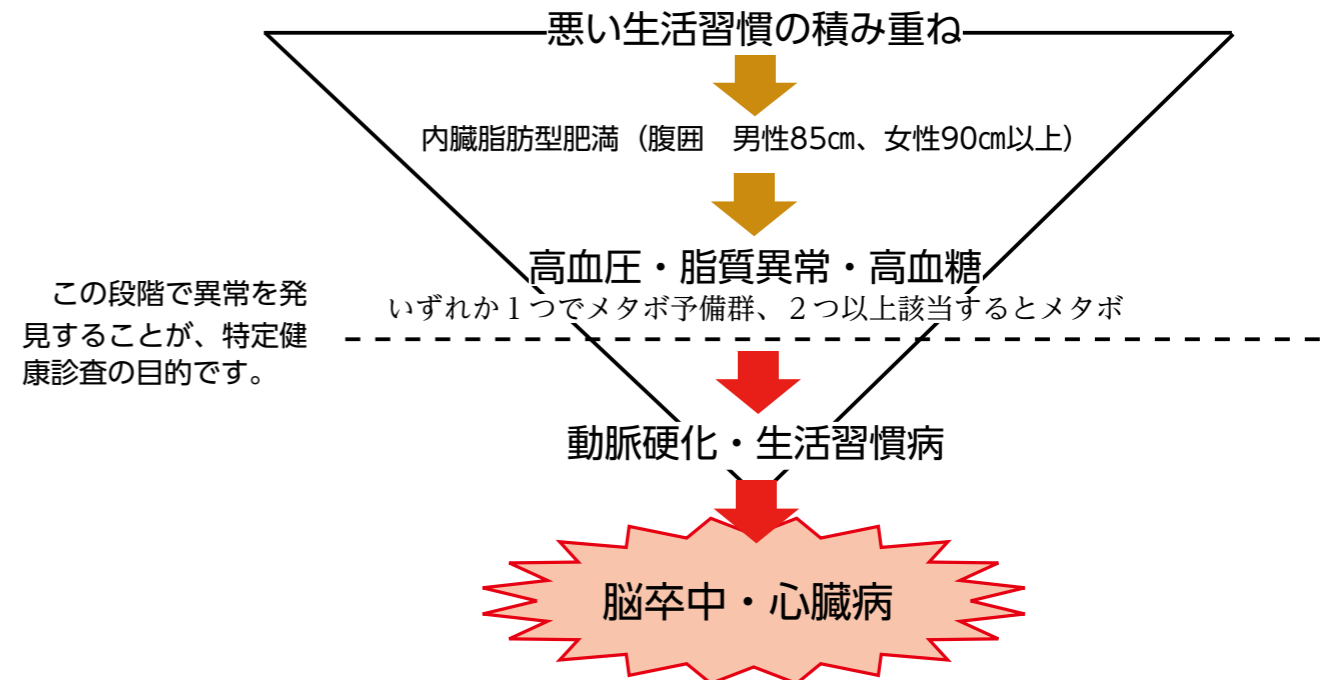 悪い生活習慣の積み重ね
内臓脂肪型肥満（腹囲　男性85㎝、女性90㎝以上）
高血圧・脂質異常・高血糖
いずれか１つでメタボ予備群、２つ以上該当するとメタボ
この段階で異常を発
見することが、特定健
康診査の目的です。
動脈硬化・生活習慣病
脳卒中・心臓病